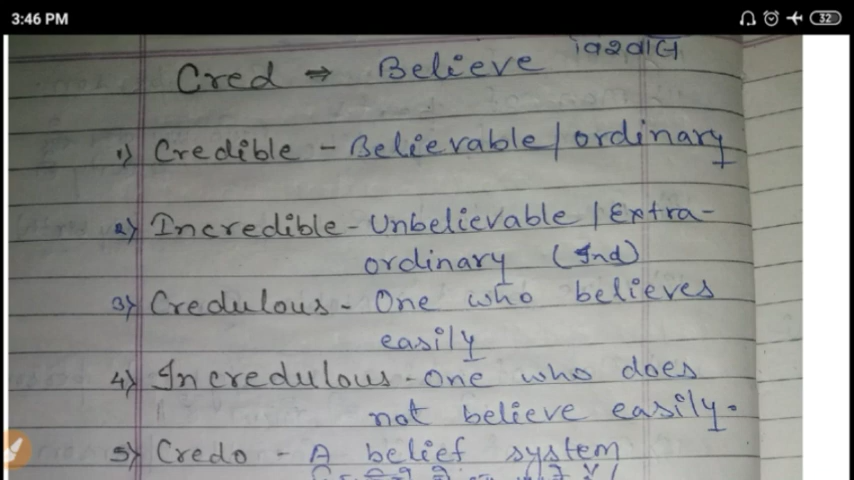 3:46 PM
32
Cred ⇒ Believe विश्वास
1) Credible - Believable / ordinary
2) Incredible - Unbelievable / Extra-
ordinary (Ind)
3) Credulous - One who believes
easily
4) Incredulous - One who does
not believe easily.
5) Credo - A belief system